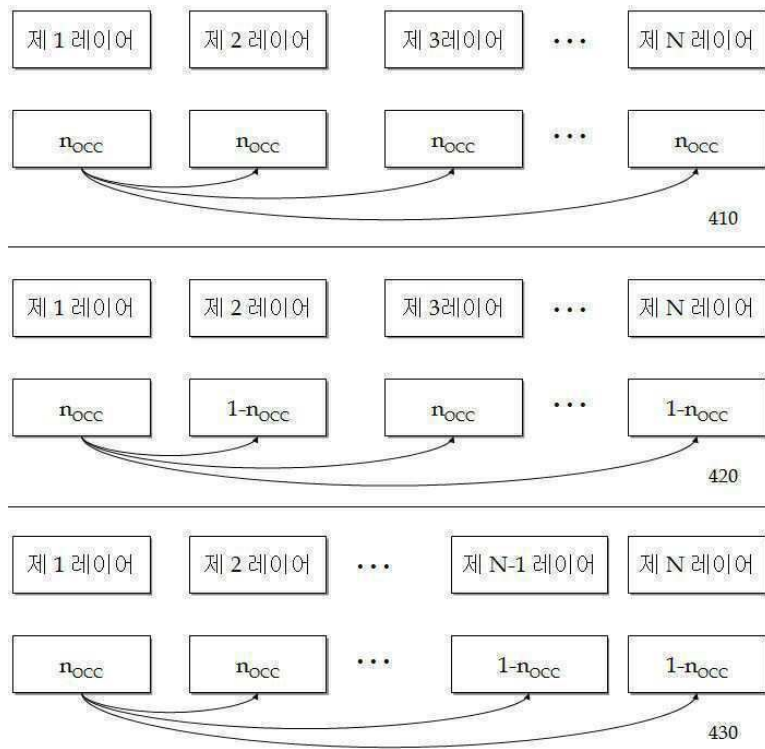 제 1 레이어 제 2 레이어 제 3레이어 ··· 제 N 레이어
nOCC nOCC nOCC ··· nOCC
410
제 1 레이어 제 2 레이어 제 3레이어 ··· 제 N 레이어
nOCC 1-nOCC nOCC ··· 1-nOCC
420
제 1 레이어 제 2 레이어 ··· 제 N-1 레이어 제 N 레이어
nOCC nOCC ··· 1-nOCC 1-nOCC
430